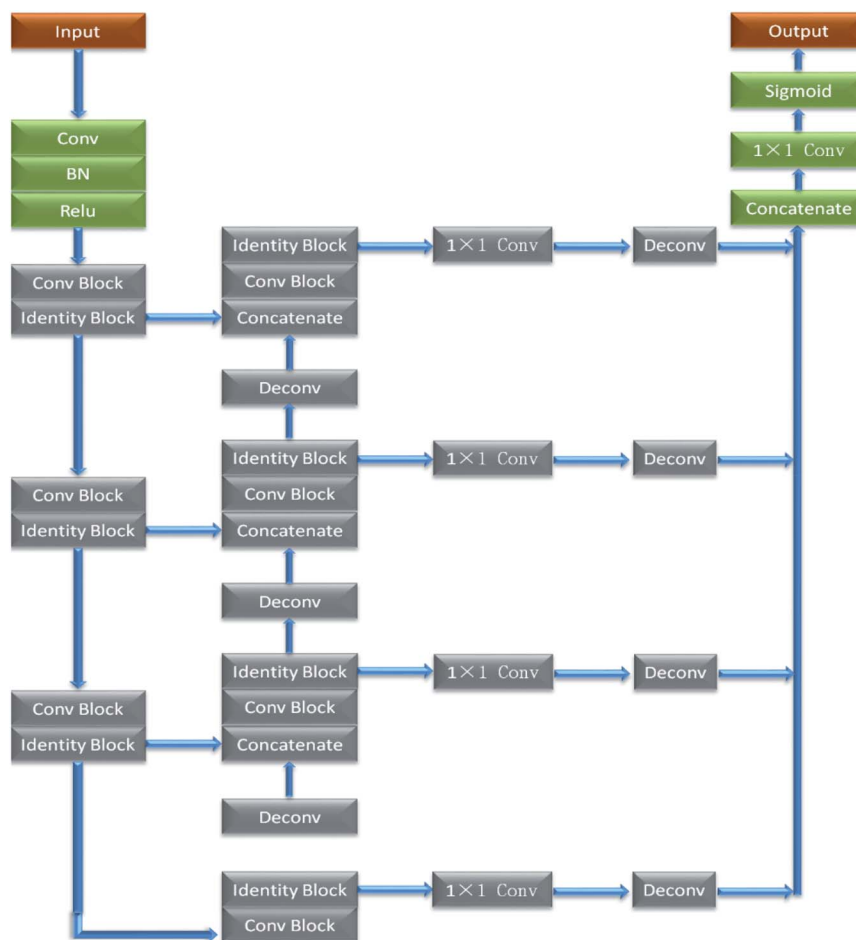 Input
Output
Sigmoid
1×1 Conv
Concatenate
Conv
BN
Relu
Conv Block
Identity Block
Identity Block
Conv Block
Concatenate
1×1 Conv
Deconv
Deconv
Conv Block
Identity Block
Identity Block
Conv Block
Concatenate
1×1 Conv
Deconv
Deconv
Conv Block
Identity Block
Identity Block
Conv Block
Concatenate
1×1 Conv
Deconv
Deconv
Identity Block
Conv Block
1×1 Conv
Deconv